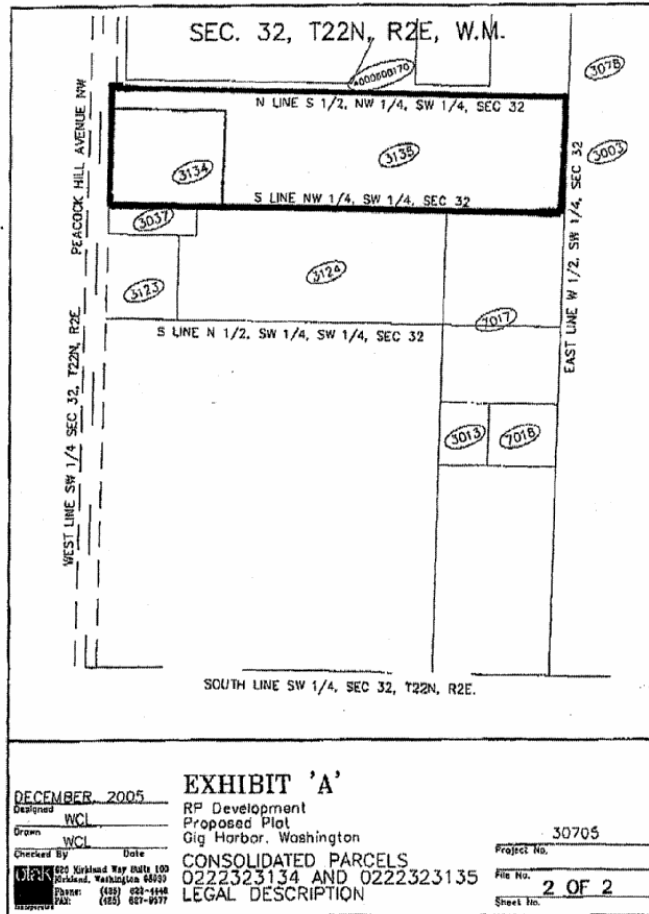 SEC. 32, T22N, R2E, W.M.
4000600170
3078
N LINE S 1/2, NW 1/4, SW 1/4, SEC 32
PEACOCK HILL AVENUE NW
3134
3135
3003
S LINE NW 1/4, SW 1/4, SEC 32
3037
3123
3124
7017
S LINE N 1/2, SW 1/4, SW 1/4, SEC 32
EAST LINE W 1/2, SW 1/4, SEC 32
WEST LINE SW 1/4 SEC 32, T22N, R2E
3013
7018
SOUTH LINE SW 1/4, SEC 32, T22N, R2E.
EXHIBIT 'A'
DECEMBER, 2005
Designed
WCL
Drawn
WCL
Checked By Date
RP Development
Proposed Plat
Gig Harbor, Washington
CONSOLIDATED PARCELS
0222323134 AND 0222323135
LEGAL DESCRIPTION
30705
Project No.
File No.
2 OF 2
Sheet No.
620 Kirkland Way Suite 100
Kirkland, Washington 98033
Phone: (425)
FAX: (425)